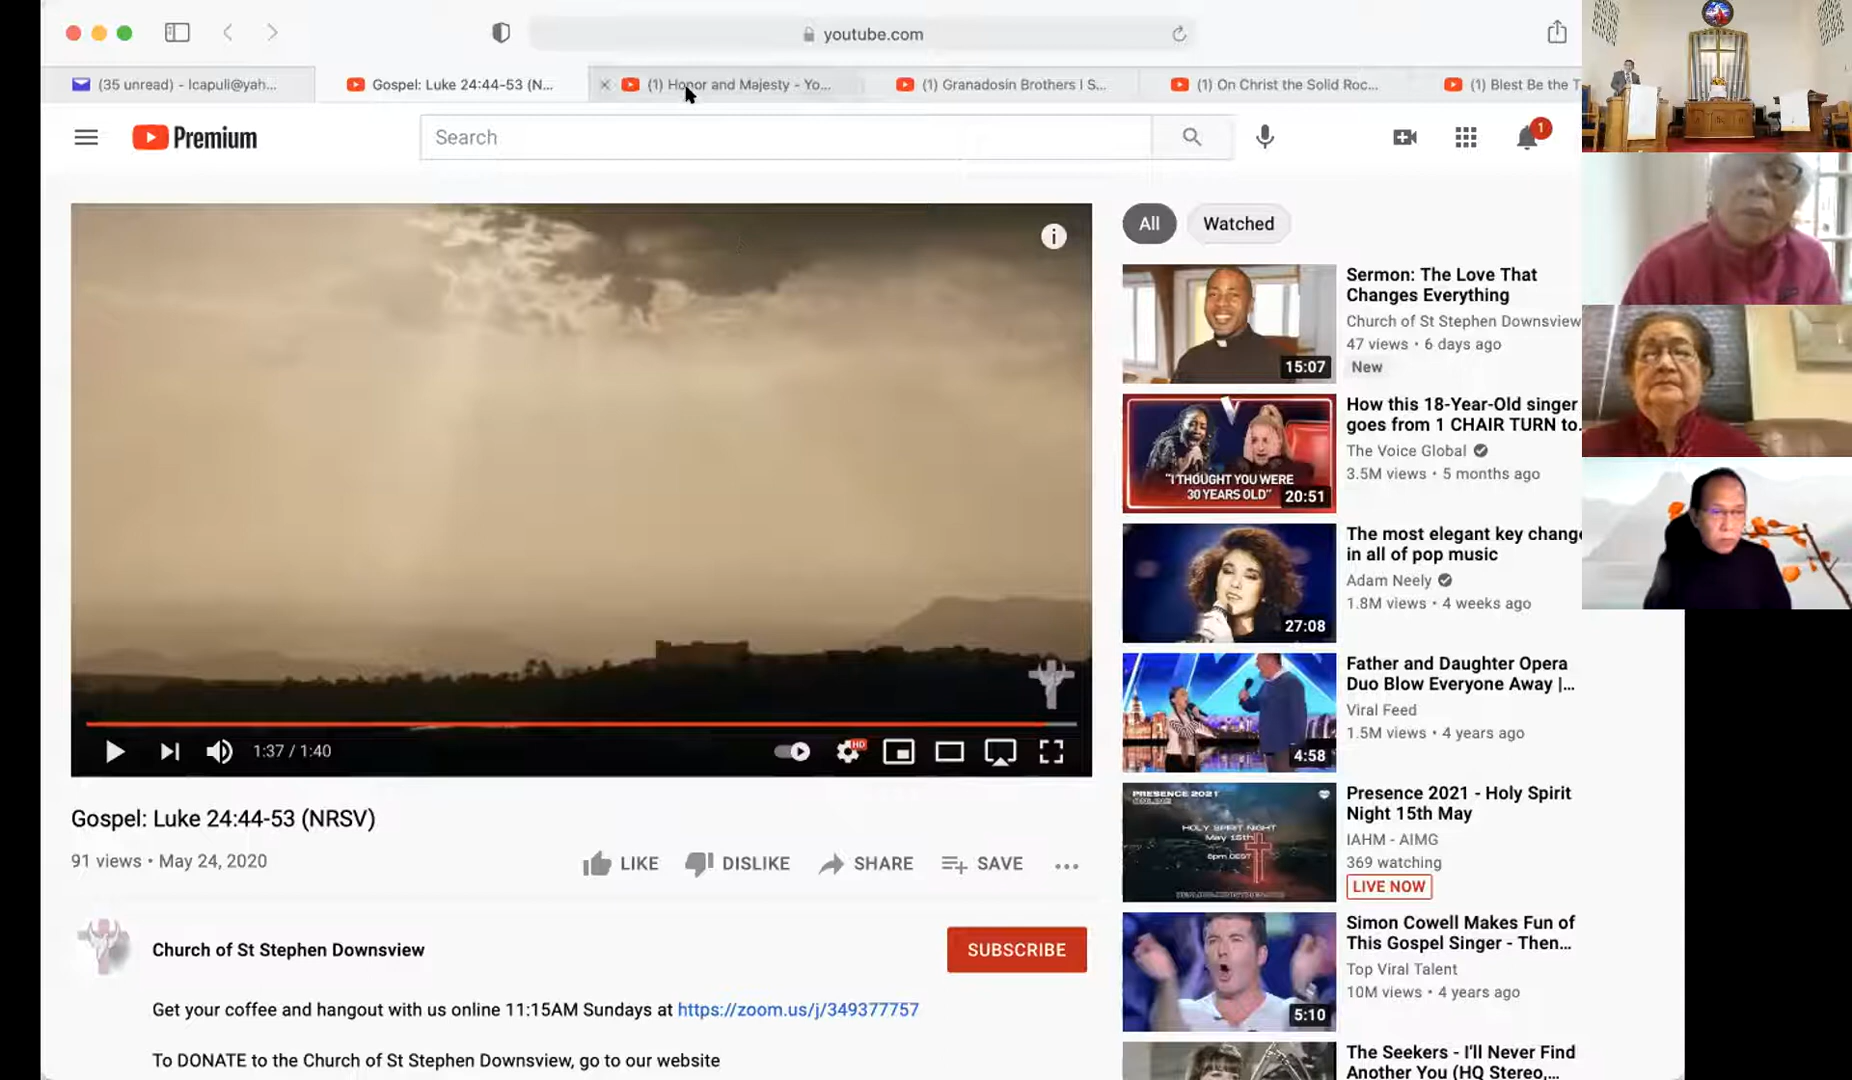 youtube.com
(35 unread) - lcapuli@yah...
Gospel: Luke 24:44-53 (N...
(1) Honor and Majesty - Yo...
(1) Granadosin Brothers I S...
(1) On Christ the Solid Roc...
(1) Blest Be the T
Premium
Search
1
All
Watched
Sermon: The Love That
Changes Everything
Church of St Stephen Downsview
47 views • 6 days ago
New
15:07
How this 18-Year-Old singer
goes from 1 CHAIR TURN to.
The Voice Global
3.5M views • 5 months ago
"I THOUGHT YOU WERE
30 YEARS OLD"
20:51
The most elegant key change
in all of pop music
Adam Neely
1.8M views • 4 weeks ago
27:08
Father and Daughter Opera
Duo Blow Everyone Away |...
Viral Feed
1.5M views • 4 years ago
4:58
PRESENCE 2021
ONLINE
HOLY SPIRIT NIGHT
May 15th
Presence 2021 - Holy Spirit
Night 15th May
IAHM - AIMG
369 watching
LIVE NOW
Simon Cowell Makes Fun of
This Gospel Singer - Then...
Top Viral Talent
10M views • 4 years ago
5:10
The Seekers - I'll Never Find
Another You (HQ Stereo,...
1:37 / 1:40
HD
Gospel: Luke 24:44-53 (NRSV)
91 views • May 24, 2020
LIKE
DISLIKE
SHARE
SAVE
Church of St Stephen Downsview
SUBSCRIBE
Get your coffee and hangout with us online 11:15AM Sundays at https://zoom.us/j/349377757
To DONATE to the Church of St Stephen Downsview, go to our website